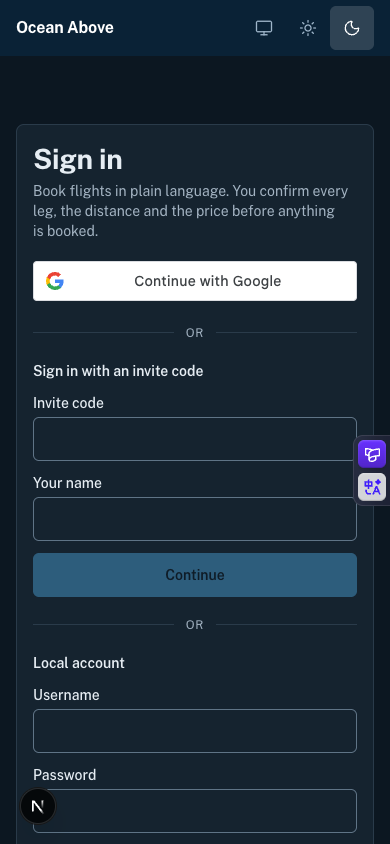 Ocean Above
Sign in
Book flights in plain language. You confirm every
leg, the distance and the price before anything
is booked.
Continue with Google
OR
Sign in with an invite code
Invite code
Your name
Continue
OR
Local account
Username
Password
N
中A